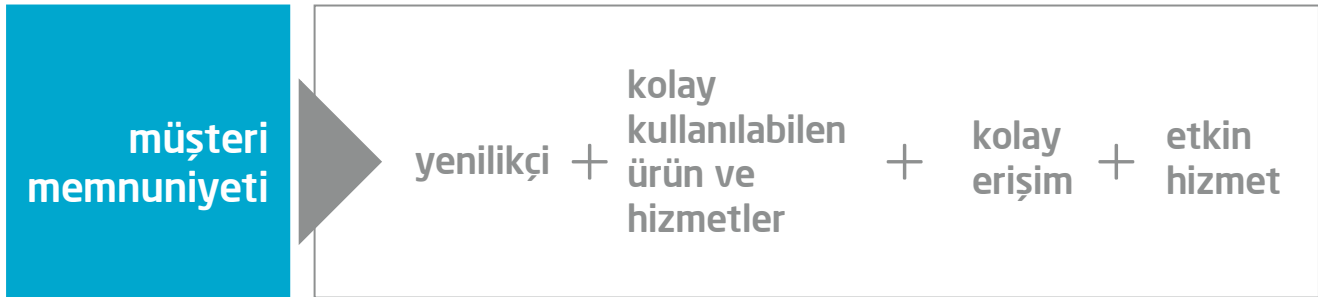 müşteri
memnuniyeti
yenilikçi +
kolay
kullanılabilen
ürün ve
hizmetler
+
kolay
erişim
+
etkin
hizmet